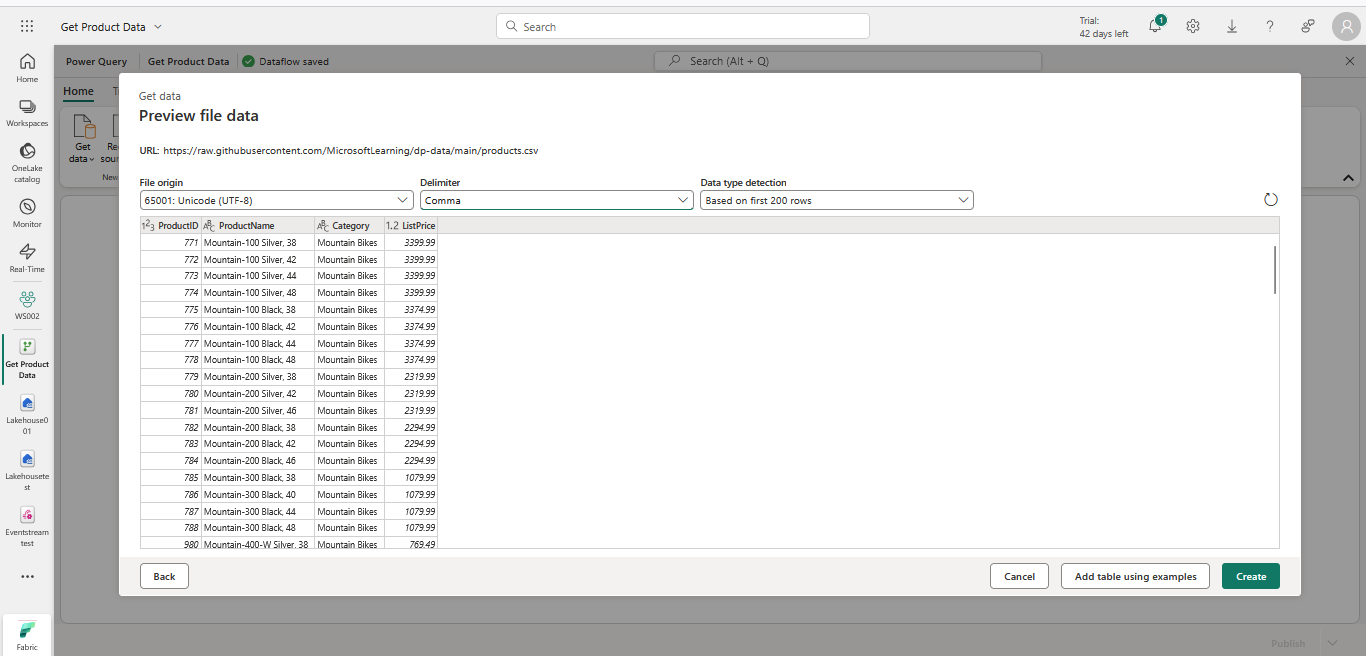 Get Product Data
Search
Trial:
42 days left
1
Home
Workspaces
OneLake
catalog
Monitor
Real-Time
WS002
Get Product
Data
Lakehouse0
01
Lakehousete
st
Eventstream
test
Fabric
Power Query
Get Product Data
Dataflow saved
Search (Alt + Q)
Home
Get
data
New
Get data
Preview file data
URL: https://raw.githubusercontent.com/MicrosoftLearning/dp-data/main/products.csv
File origin
Delimiter
Data type detection
65001: Unicode (UTF-8)
Comma
Based on first 200 rows
123 ProductID ABC ProductName ABC Category 1.2 ListPrice
771 Mountain-100 Silver, 38 Mountain Bikes 3399.99
772 Mountain-100 Silver, 42 Mountain Bikes 3399.99
773 Mountain-100 Silver, 44 Mountain Bikes 3399.99
774 Mountain-100 Silver, 48 Mountain Bikes 3399.99
775 Mountain-100 Black, 38 Mountain Bikes 3374.99
776 Mountain-100 Black, 42 Mountain Bikes 3374.99
777 Mountain-100 Black, 44 Mountain Bikes 3374.99
778 Mountain-100 Black, 48 Mountain Bikes 3374.99
779 Mountain-200 Silver, 38 Mountain Bikes 2319.99
780 Mountain-200 Silver, 42 Mountain Bikes 2319.99
781 Mountain-200 Silver, 46 Mountain Bikes 2319.99
782 Mountain-200 Black, 38 Mountain Bikes 2294.99
783 Mountain-200 Black, 42 Mountain Bikes 2294.99
784 Mountain-200 Black, 46 Mountain Bikes 2294.99
785 Mountain-300 Black, 38 Mountain Bikes 1079.99
786 Mountain-300 Black, 40 Mountain Bikes 1079.99
787 Mountain-300 Black, 44 Mountain Bikes 1079.99
788 Mountain-300 Black, 48 Mountain Bikes 1079.99
980 Mountain-400-W Silver, 38 Mountain Bikes 769.49
Back
Cancel
Add table using examples
Create
Publish